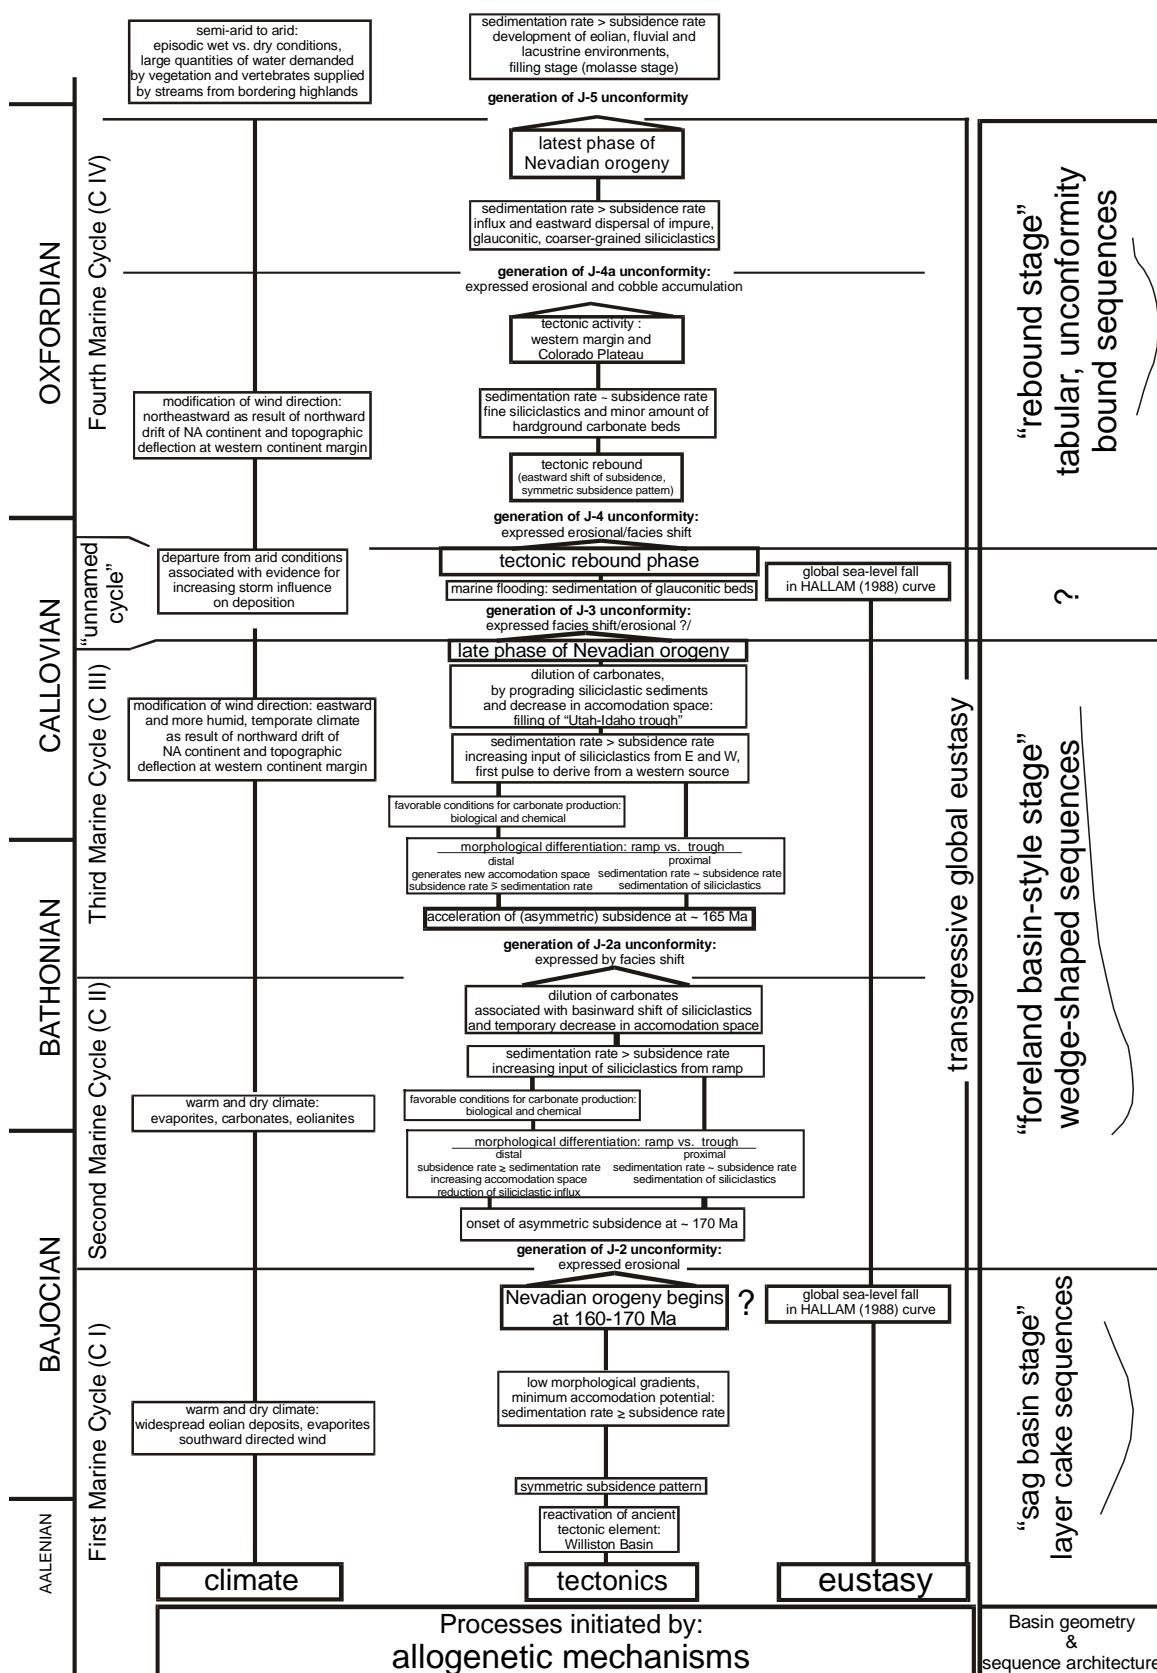 semi-arid to arid:
episodic wet vs. dry conditions,
large quantities of water demanded
by vegetation and vertebrates supplied
by streams from bordering highlands
sedimentation rate > subsidence rate
development of eolian, fluvial and
lacustrine environments,
filling stage (molasse stage)
generation of J-5 unconformity
latest phase of
Nevadian orogeny
sedimentation rate > subsidence rate
influx and eastward dispersal of impure,
glauconitic, coarser-grained siliciclastics
generation of J-4a unconformity:
expressed erosional and cobble accumulation
tectonic activity :
western margin and
Colorado Plateau
modification of wind direction:
northeastward as result of northward
drift of NA continent and topographic
deflection at western continent margin
sedimentation rate ~ subsidence rate
fine siliciclastics and minor amount of
hardground carbonate beds
tectonic rebound
(eastward shift of subsidence,
symmetric subsidence pattern)
generation of J-4 unconformity:
expressed erosional/facies shift
departure from arid conditions
associated with evidence for
increasing storm influence
on deposition
tectonic rebound phase
marine flooding: sedimentation of glauconitic beds
global sea-level fall
in HALLAM (1988) curve
generation of J-3 unconformity:
expressed facies shift/erosional ?/
late phase of Nevadian orogeny
dilution of carbonates,
by prograding siliciclastic sediments
and decrease in accomodation space:
filling of “Utah-Idaho trough”
modification of wind direction: eastward
and more humid, temporate climate
as result of northward drift of
NA continent and topographic
deflection at western continent margin
sedimentation rate > subsidence rate
increasing input of siliciclastics from E and W,
first pulse to derive from a western source
favorable conditions for carbonate production:
biological and chemical
morphological differentiation: ramp vs. trough
distal
generates new accomodation space
subsidence rate ≥ sedimentation rate
proximal
sedimentation rate ~ subsidence rate
sedimentation of siliciclastics
acceleration of (asymmetric) subsidence at ~ 165 Ma
generation of J-2a unconformity:
expressed by facies shift
dilution of carbonates
associated with basinward shift of siliciclastics
and temporary decrease in accomodation space
sedimentation rate > subsidence rate
increasing input of siliciclastics from ramp
warm and dry climate:
evaporites, carbonates, eolianites
favorable conditions for carbonate production:
biological and chemical
morphological differentiation: ramp vs. trough
distal
subsidence rate ≥ sedimentation rate
increasing accomodation space
reduction of siliciclastic influx
proximal
sedimentation rate ~ subsidence rate
sedimentation of siliciclastics
onset of asymmetric subsidence at ~ 170 Ma
generation of J-2 unconformity:
expressed erosional
Nevadian orogeny begins
at 160-170 Ma
?
global sea-level fall
in HALLAM (1988) curve
low morphological gradients,
minimum accomodation potential:
sedimentation rate ≥ subsidence rate
warm and dry climate:
widespread eolian deposits, evaporites
southward directed wind
symmetric subsidence pattern
reactivation of ancient
tectonic element:
Williston Basin
climate
tectonics
eustasy
Processes initiated by:
allogenetic mechanisms
Basin geometry
&
sequence architecture
OXFORDIAN
CALLOVIAN
BATHONIAN
BAJOCIAN
AALENIAN
Fourth Marine Cycle (C IV)
“unnamed
cycle”
Third Marine Cycle (C III)
Second Marine Cycle (C II)
First Marine Cycle (C I)
transgressive global eustasy
“rebound stage”
tabular, unconformity
bound sequences
?
“foreland basin-style stage”
wedge-shaped sequences
“sag basin stage”
layer cake sequences